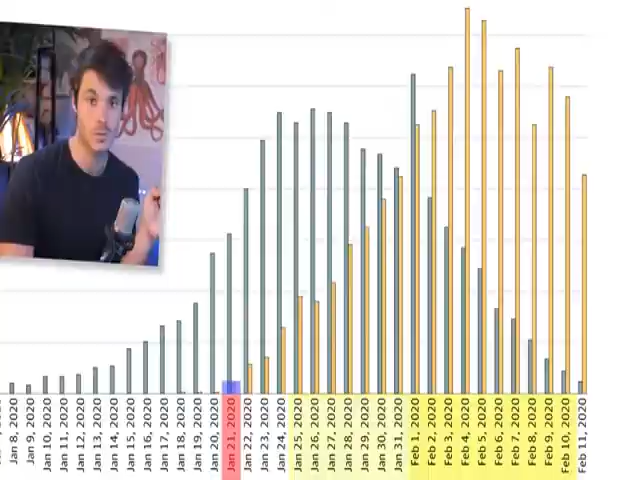 Jan 8, 2020
Jan 9, 2020
Jan 10, 2020
Jan 11, 2020
Jan 12, 2020
Jan 13, 2020
Jan 14, 2020
Jan 15, 2020
Jan 16, 2020
Jan 17, 2020
Jan 18, 2020
Jan 19, 2020
Jan 20, 2020
Jan 21, 2020
Jan 22, 2020
Jan 23, 2020
Jan 24, 2020
Jan 25, 2020
Jan 26, 2020
Jan 27, 2020
Jan 28, 2020
Jan 29, 2020
Jan 30, 2020
Jan 31, 2020
Feb 1, 2020
Feb 2, 2020
Feb 3, 2020
Feb 4, 2020
Feb 5, 2020
Feb 6, 2020
Feb 7, 2020
Feb 8, 2020
Feb 9, 2020
Feb 10, 2020
Feb 11, 2020